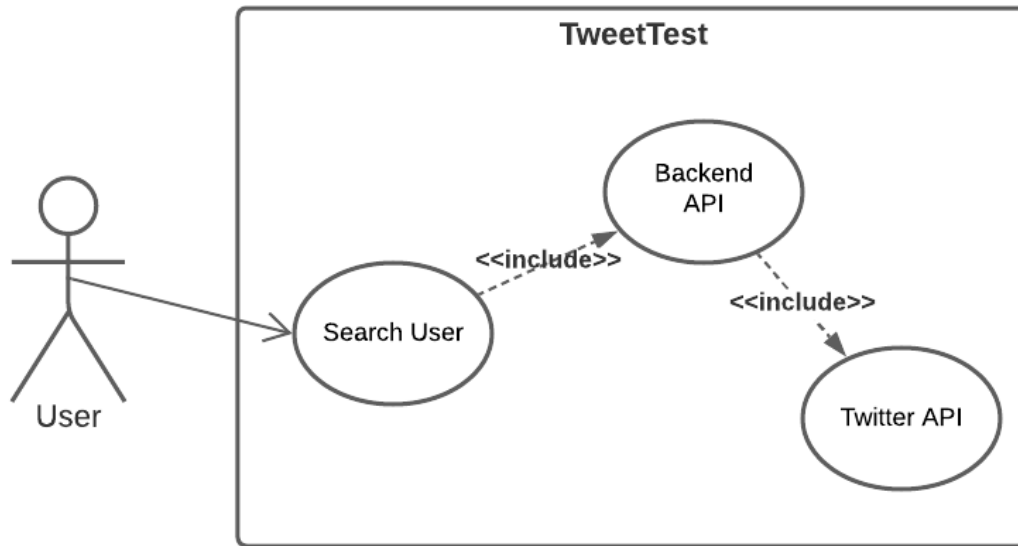 TweetTest
Backend
API
<<include>>
<<include>>
Search User
Twitter API
User